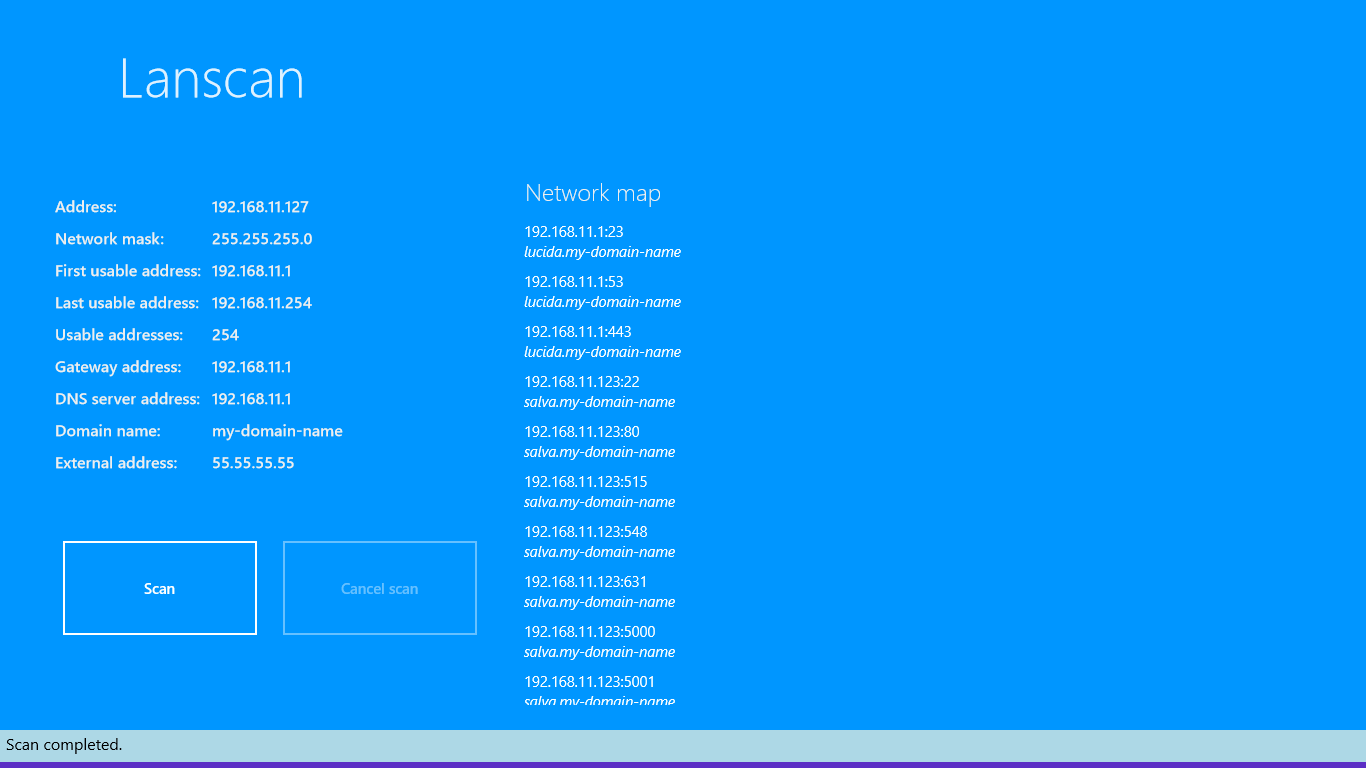 Lanscan
Address: 192.168.11.127
Network mask: 255.255.255.0
First usable address: 192.168.11.1
Last usable address: 192.168.11.254
Usable addresses: 254
Gateway address: 192.168.11.1
DNS server address: 192.168.11.1
Domain name: my-domain-name
External address: 55.55.55.55
Scan
Cancel scan
Network map
192.168.11.1:23
lucida.my-domain-name
192.168.11.1:53
lucida.my-domain-name
192.168.11.1:443
lucida.my-domain-name
192.168.11.123:22
salva.my-domain-name
192.168.11.123:80
salva.my-domain-name
192.168.11.123:515
salva.my-domain-name
192.168.11.123:548
salva.my-domain-name
192.168.11.123:631
salva.my-domain-name
192.168.11.123:5000
salva.my-domain-name
192.168.11.123:5001
salva.my-domain-name
Scan completed.